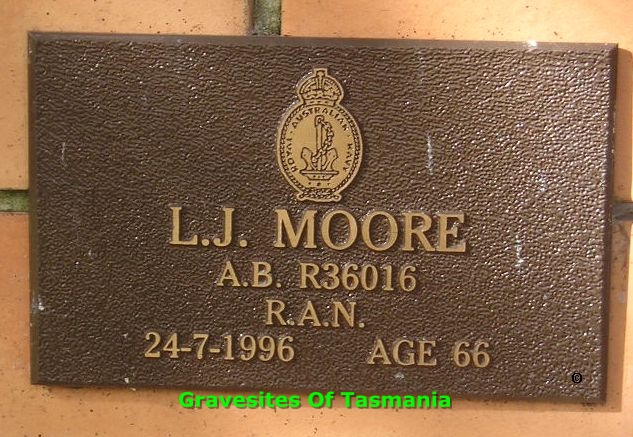 ROYAL AUSTRALIAN NAVY
L.J. MOORE
A.B. R36016
R.A.N.
24-7-1996 AGE 66
©
Gravesites Of Tasmania